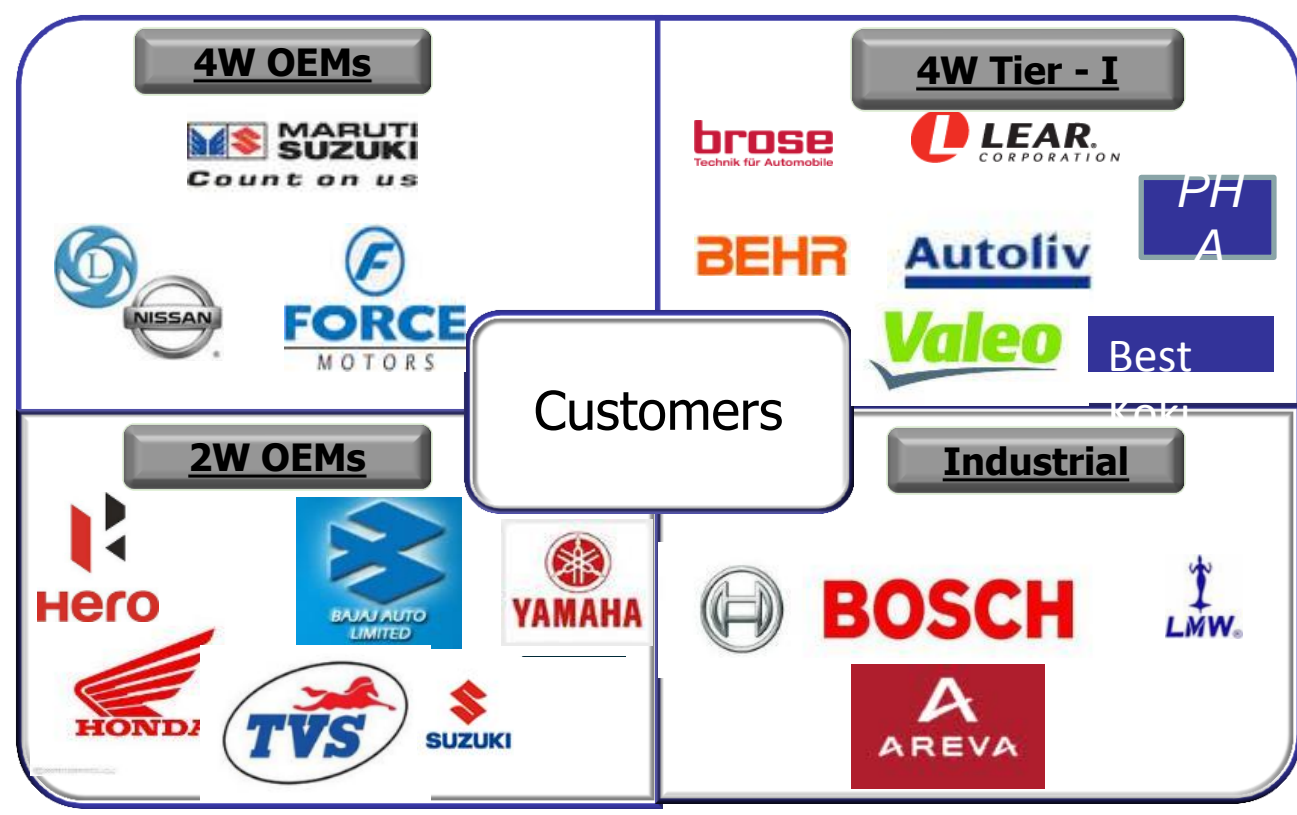 4W OEMs
MARUTI
SUZUKI
Count on us
L
NISSAN
®
F
FORCE
MOTORS
4W Tier - I
brose
Technik für Automobile
L LEAR.
CORPORATION
PH
A
BEHR
Autoliv
Valeo
Best
Koki
Customers
2W OEMs
Hero
BAJAJ AUTO
LIMITED
YAMAHA
HONDA
TVS
SUZUKI
Industrial
BOSCH
LMW®
AREVA